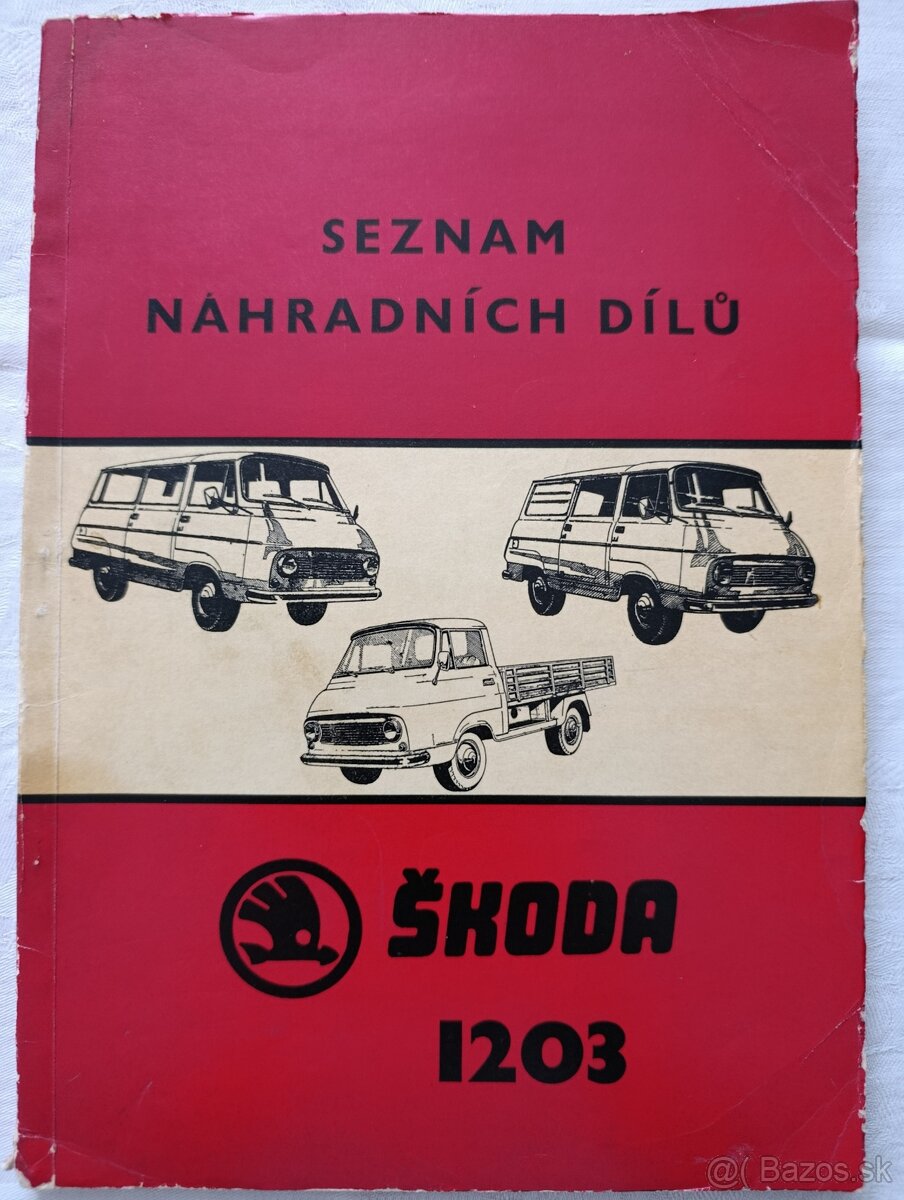 SEZNAM
NÁHRADNÍCH DÍLŮ
ŠKODA
1203
@( Bazos.sk